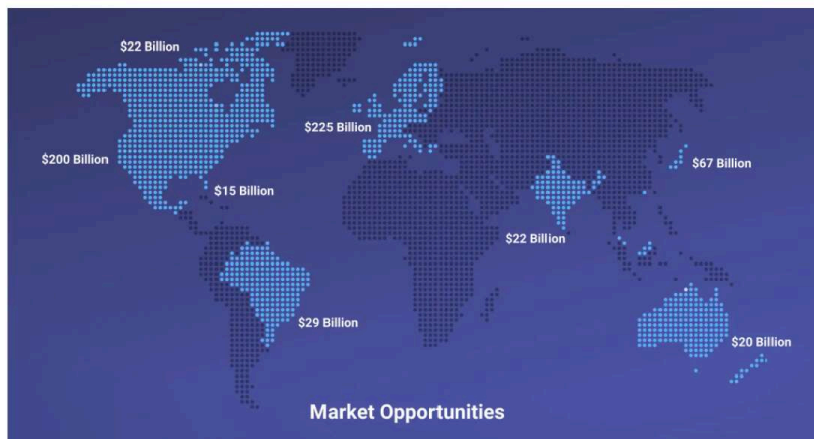 $22 Billion
$225 Billion
$200 Billion
$67 Billion
$15 Billion
$22 Billion
$29 Billion
$20 Billion
Market Opportunities